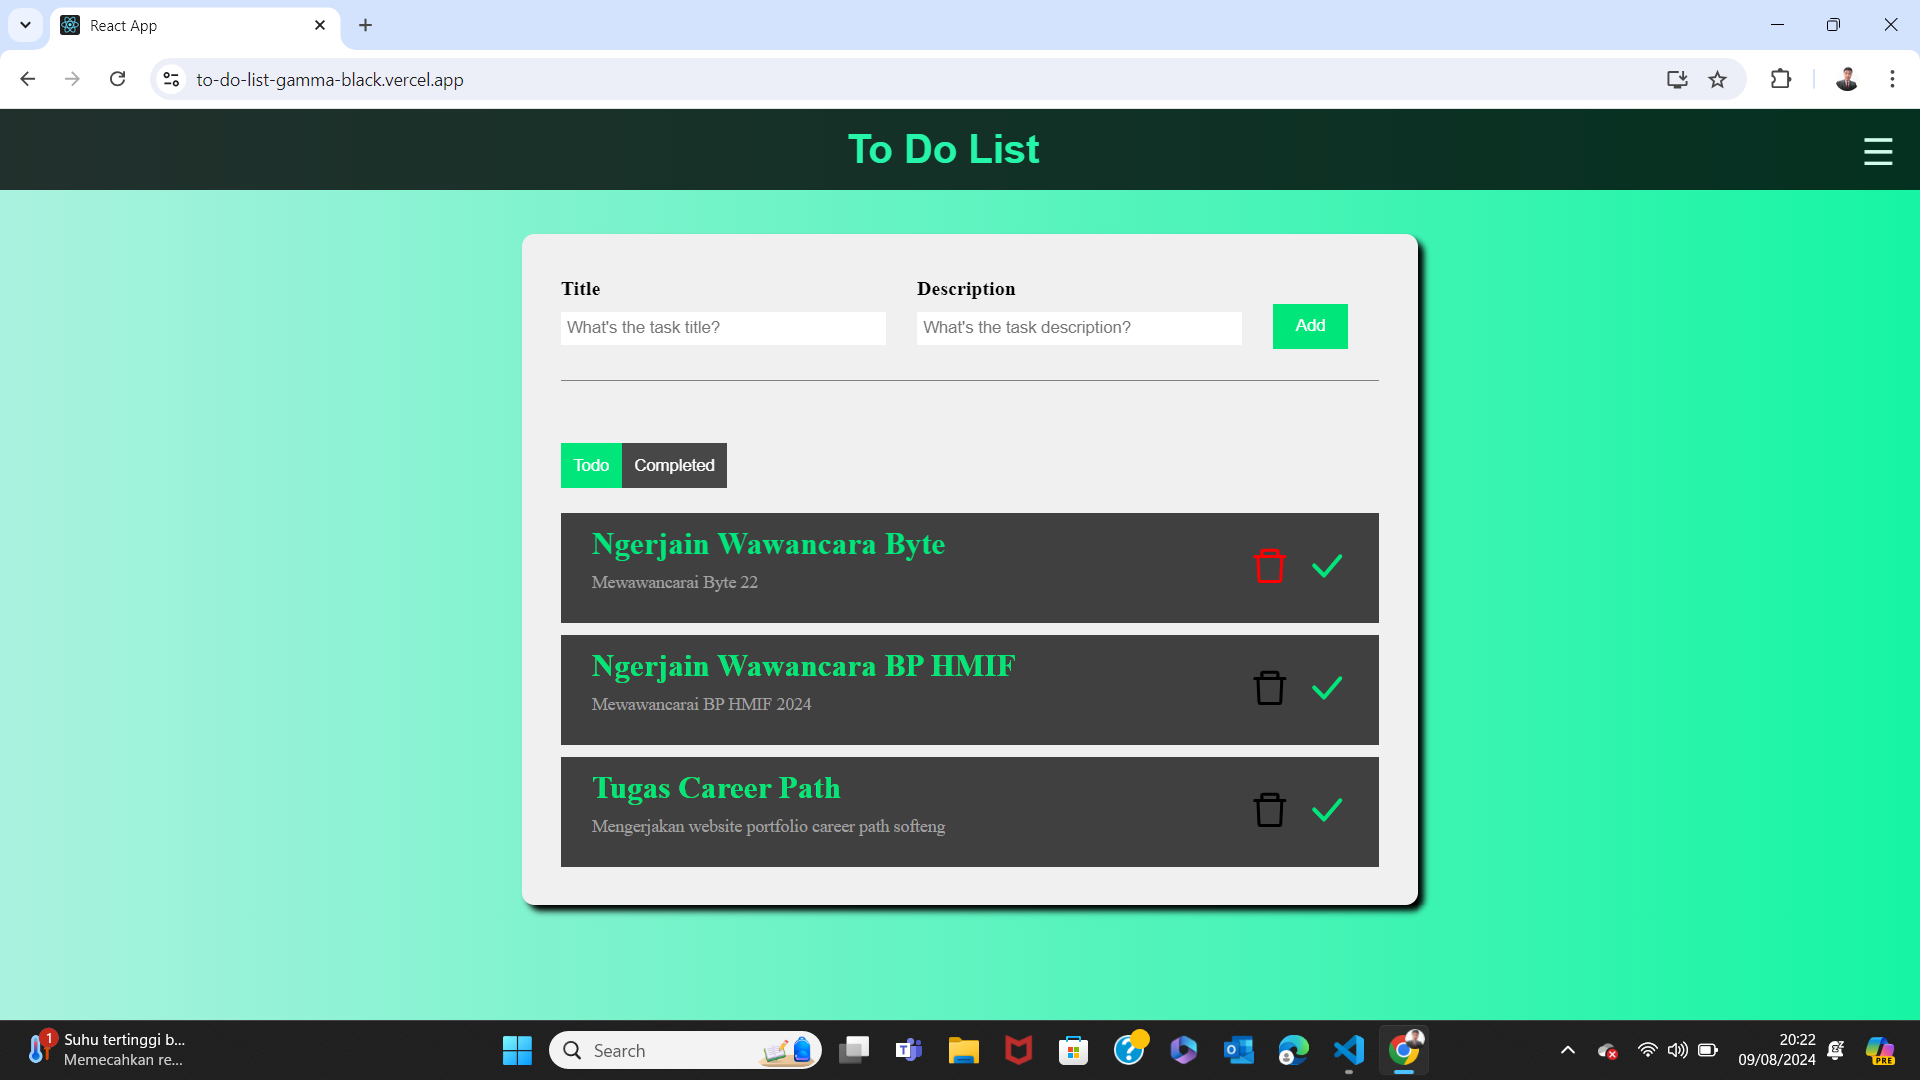 React App
to-do-list-gamma-black.vercel.app
To Do List
Title
Description
What's the task title?
What's the task description?
Add
Todo
Completed
Ngerjain Wawancara Byte
Mewawancarai Byte 22
Ngerjain Wawancara BP HMIF
Mewawancarai BP HMIF 2024
Tugas Career Path
Mengerjakan website portfolio career path softeng
1
Suhu tertinggi b...
Memecahkan re...
Search
20:22
09/08/2024
PRE